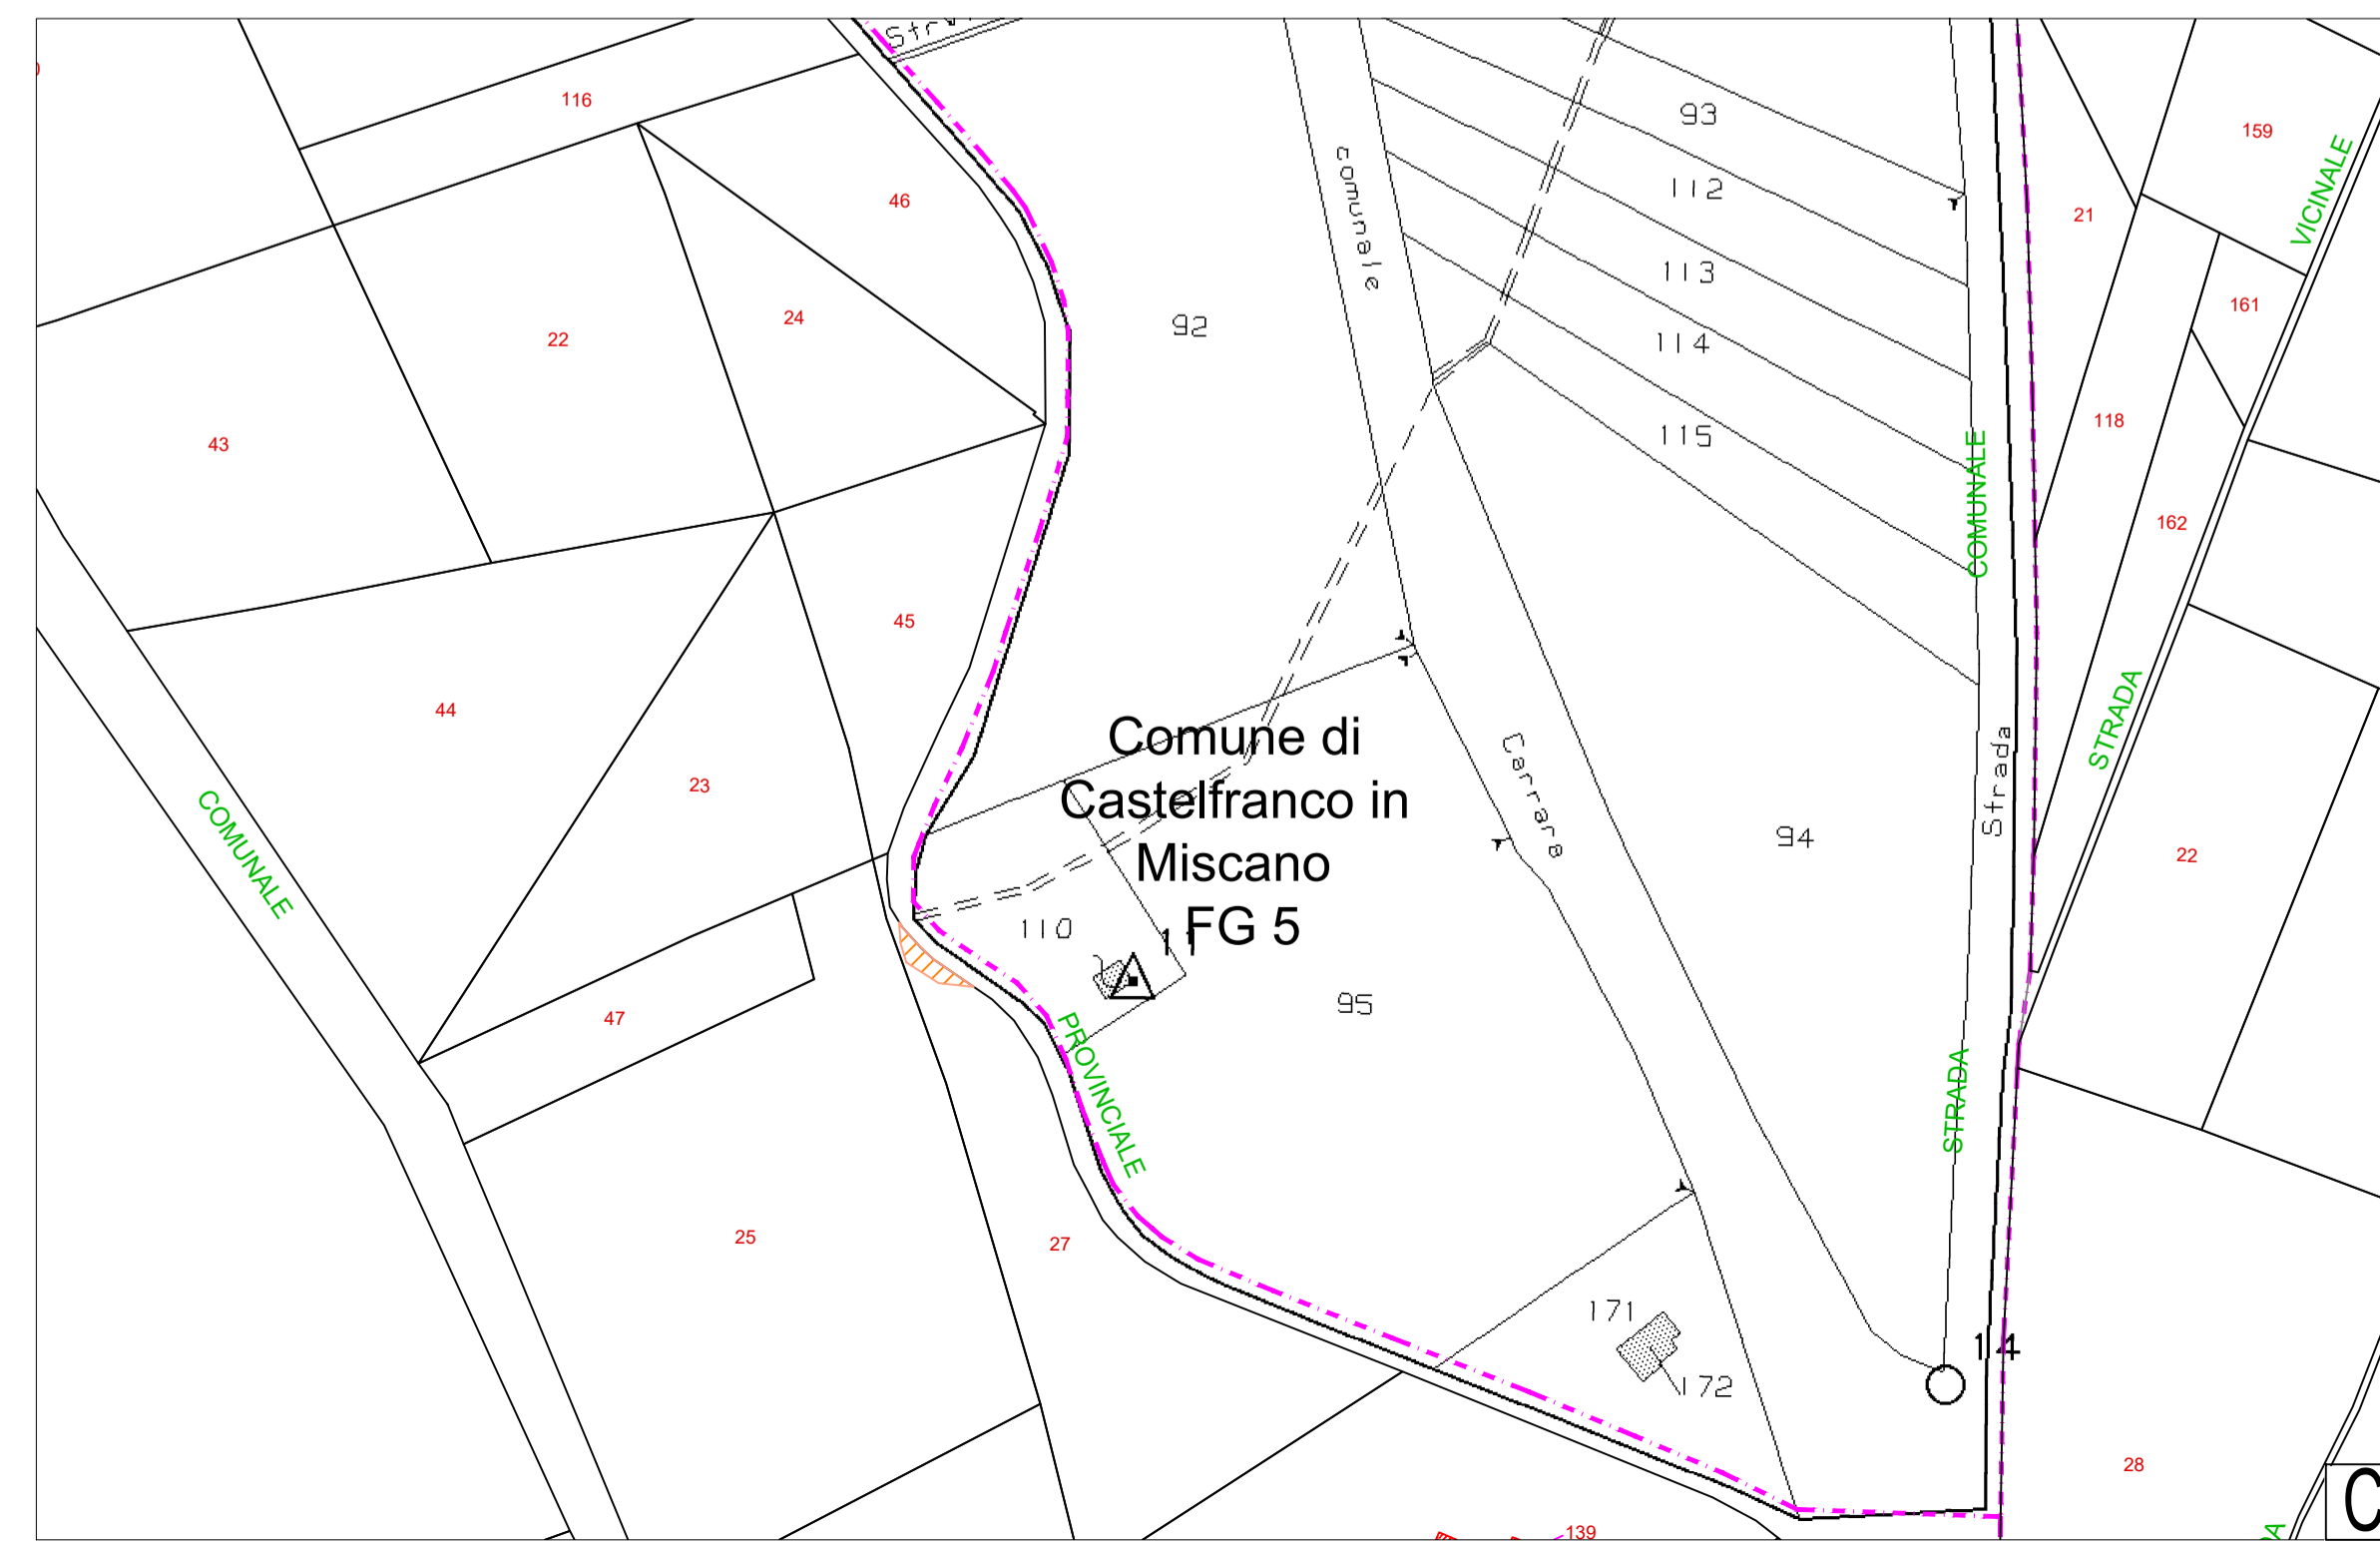 116
93
159
VICINALE
112
46
21
comunale
113
161
24
92
22
114
43
118
115
COMUNALE
162
45
STRADA
44
Comune di
Castelfranco in
Miscano
FG 5
Carrara
Strada
23
94
22
COMUNALE
110
11
95
47
PROVINCIALE
STRADA
25
27
171
14
172
28
C
139